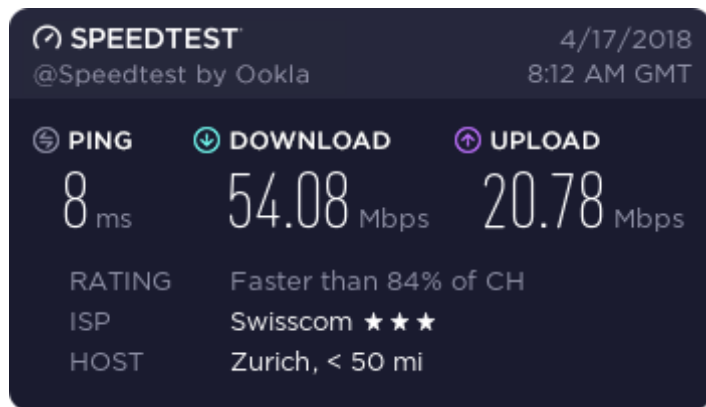 SPEEDTEST 4/17/2018
@Speedtest by Ookla 8:12 AM GMT
PING DOWNLOAD UPLOAD
8 ms 54.08 Mbps 20.78 Mbps
RATING Faster than 84% of CH
ISP Swisscom ★★★
HOST Zurich, < 50 mi